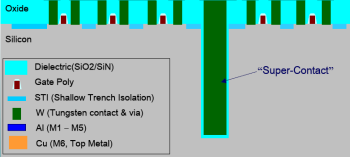 Oxide
Silicon
Dielectric(SiO2/SiN)
Gate Poly
“Super-Contact”
STI (Shallow Trench Isolation)
W (Tungsten contact & via)
Al (M1 – M5)
Cu (M6, Top Metal)